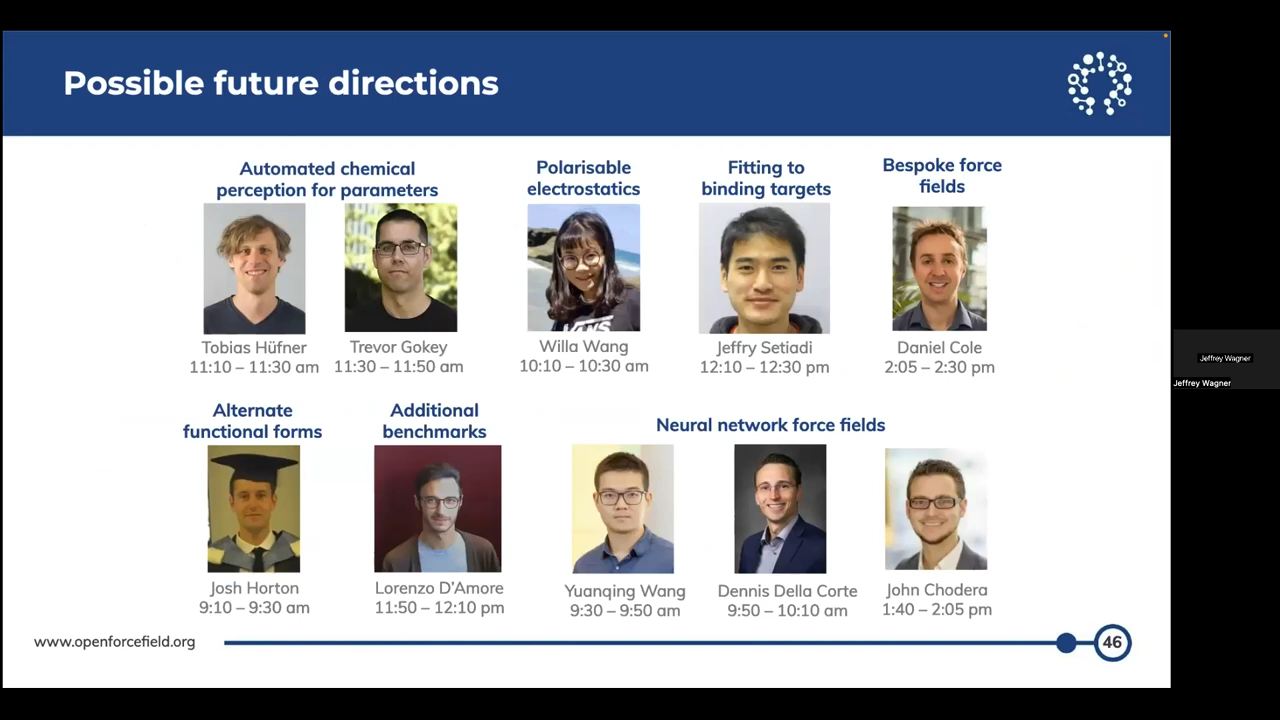 Possible future directions
Automated chemical
perception for parameters
Polarisable
electrostatics
Fitting to
binding targets
Bespoke force
fields
VANS
Tobias Hüfner
11:10 – 11:30 am
Trevor Gokey
11:30 – 11:50 am
Willa Wang
10:10 – 10:30 am
Jeffry Setiadi
12:10 – 12:30 pm
Daniel Cole
2:05 – 2:30 pm
Alternate
functional forms
Additional
benchmarks
Neural network force fields
Josh Horton
9:10 – 9:30 am
Lorenzo D'Amore
11:50 – 12:10 pm
Yuanqing Wang
9:30 – 9:50 am
Dennis Della Corte
9:50 – 10:10 am
John Chodera
1:40 – 2:05 pm
www.openforcefield.org
46
Jeffrey Wagner
Jeffrey Wagner